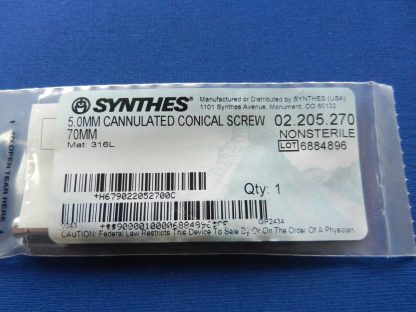 SYNTHES®
Manufactured or Distributed by SYNTHES (USA)
1101 Synthes Avenue, Monument, CO 80132
5.0MM CANNULATED CONICAL SCREW 02.205.270
70MM NONSTERILE
Mat: 316L LOT 6884896
+H679022052700C
Qty: 1
GP2434
CAUTION: Federal Law Restricts This Device To Sale By Or On The Order Of A Physician.
OPEN TEAR HERE